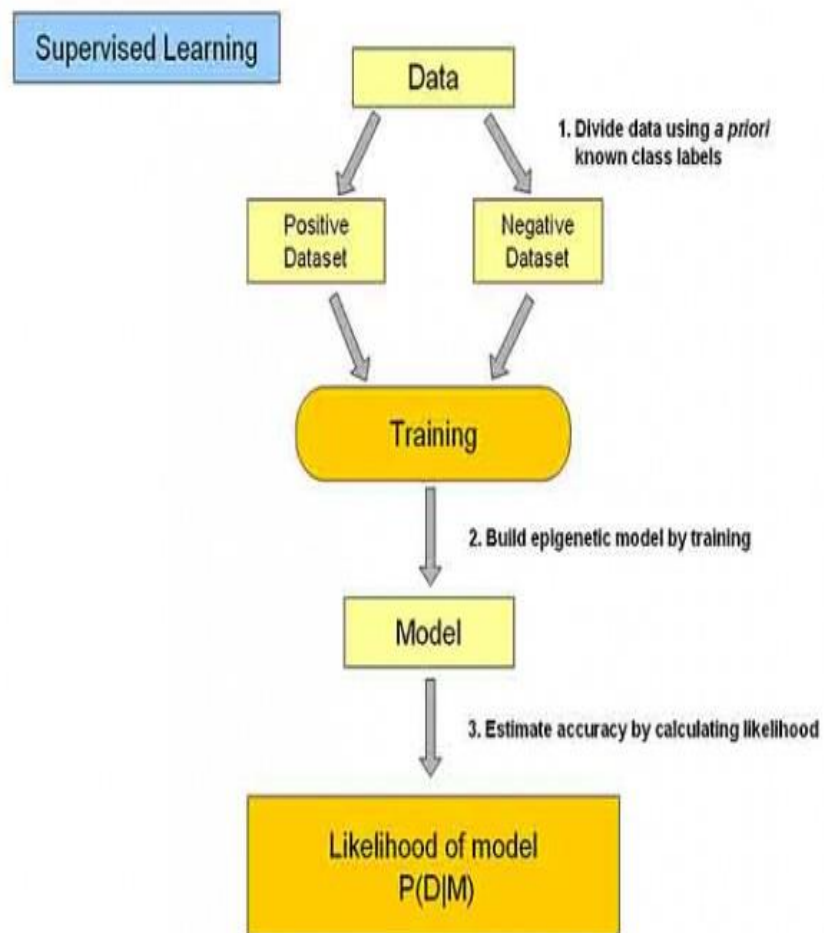 Supervised Learning
Data
1. Divide data using a priori
known class labels
Positive
Dataset
Negative
Dataset
Training
2. Build epigenetic model by training
Model
3. Estimate accuracy by calculating likelihood
Likelihood of model
P(D|M)